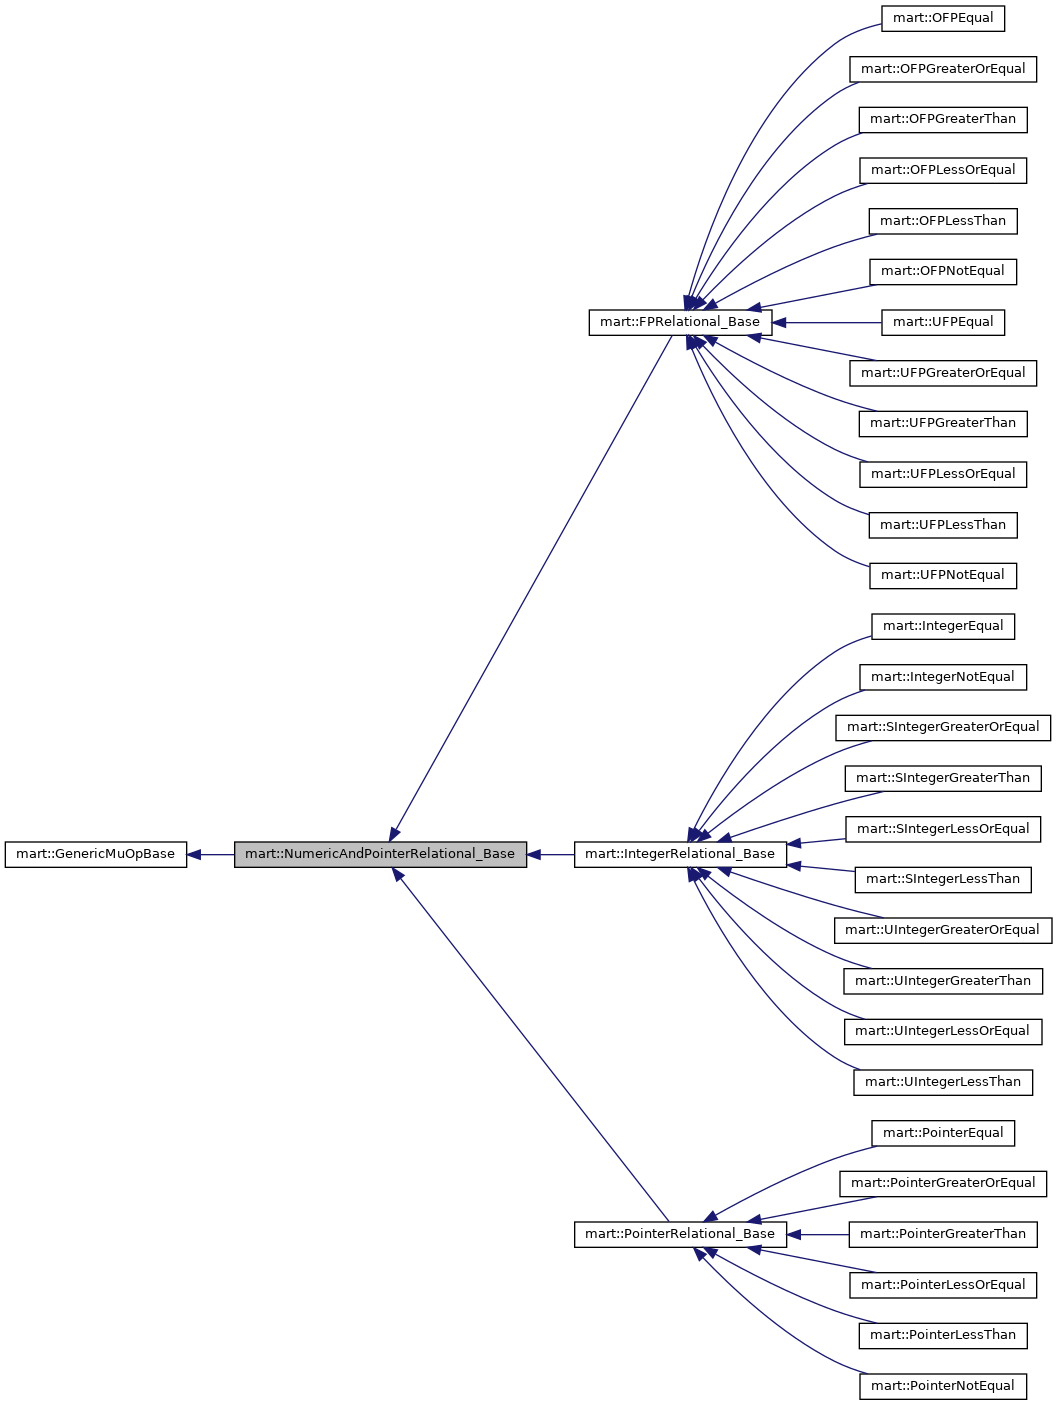 mart::OFPEqual
mart::OFPGreaterOrEqual
mart::OFPGreaterThan
mart::OFPLessOrEqual
mart::OFPLessThan
mart::OFPNotEqual
mart::FPRelational_Base
mart::UFPEqual
mart::UFPGreaterOrEqual
mart::UFPGreaterThan
mart::UFPLessOrEqual
mart::UFPLessThan
mart::UFPNotEqual
mart::IntegerEqual
mart::IntegerNotEqual
mart::SIntegerGreaterOrEqual
mart::SIntegerGreaterThan
mart::SIntegerLessOrEqual
mart::GenericMuOpBase
mart::NumericAndPointerRelational_Base
mart::IntegerRelational_Base
mart::SIntegerLessThan
mart::UIntegerGreaterOrEqual
mart::UIntegerGreaterThan
mart::UIntegerLessOrEqual
mart::UIntegerLessThan
mart::PointerEqual
mart::PointerGreaterOrEqual
mart::PointerRelational_Base
mart::PointerGreaterThan
mart::PointerLessOrEqual
mart::PointerLessThan
mart::PointerNotEqual